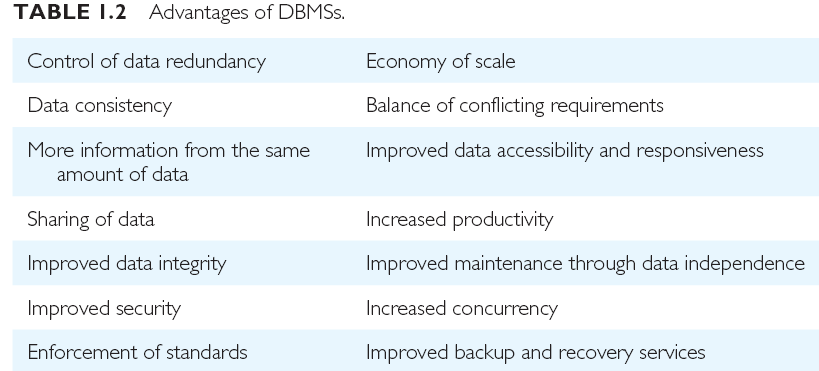 TABLE 1.2 Advantages of DBMSs.
Control of data redundancy Economy of scale
Data consistency Balance of conflicting requirements
More information from the same Improved data accessibility and responsiveness
amount of data
Sharing of data Increased productivity
Improved data integrity Improved maintenance through data independence
Improved security Increased concurrency
Enforcement of standards Improved backup and recovery services